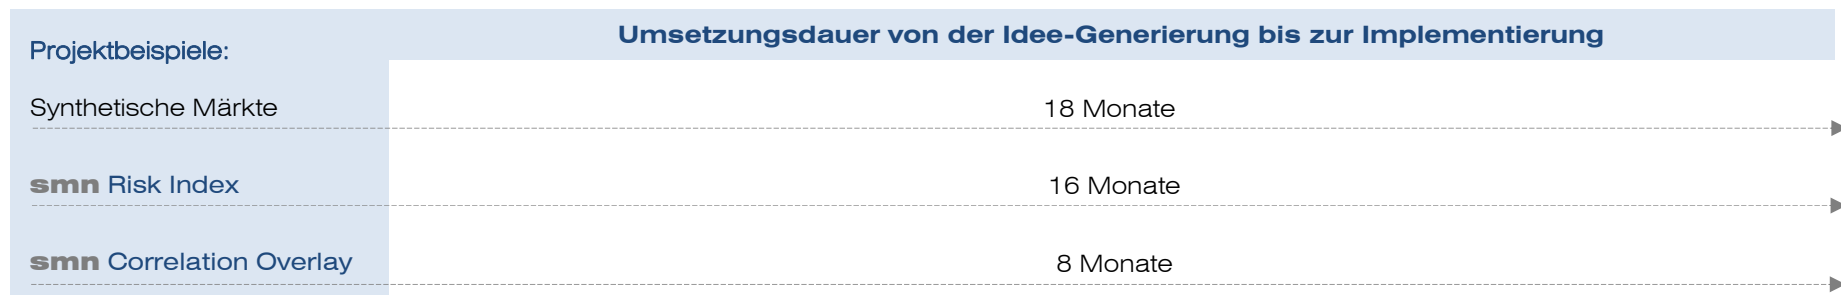 Umsetzungsdauer von der Idee-Generierung bis zur Implementierung
Projektbeispiele:
Synthetische Märkte 18 Monate
smn Risk Index 16 Monate
smn Correlation Overlay 8 Monate